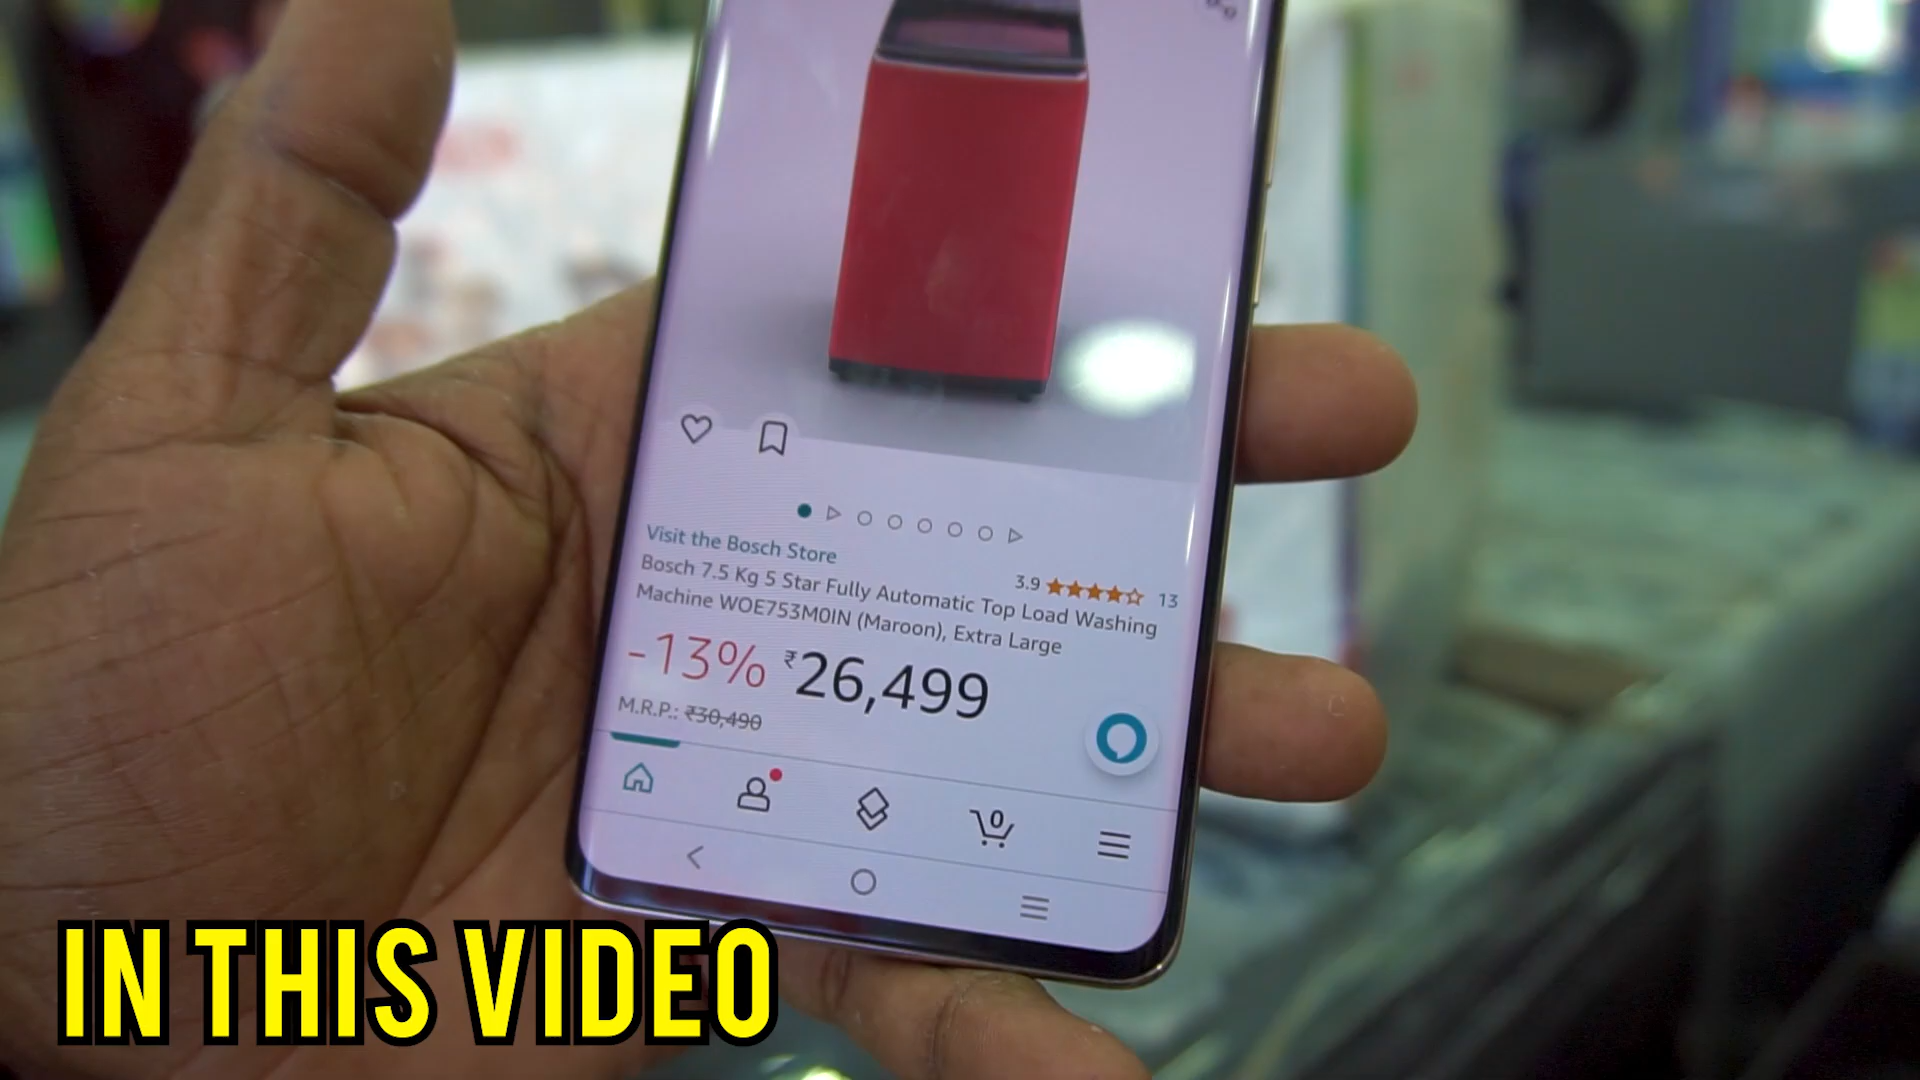 Visit the Bosch Store
3.9 13
Bosch 7.5 Kg 5 Star Fully Automatic Top Load Washing
Machine WOE753M0IN (Maroon), Extra Large
-13% ₹26,499
M.R.P.: ₹30,490
0
IN THIS VIDEO